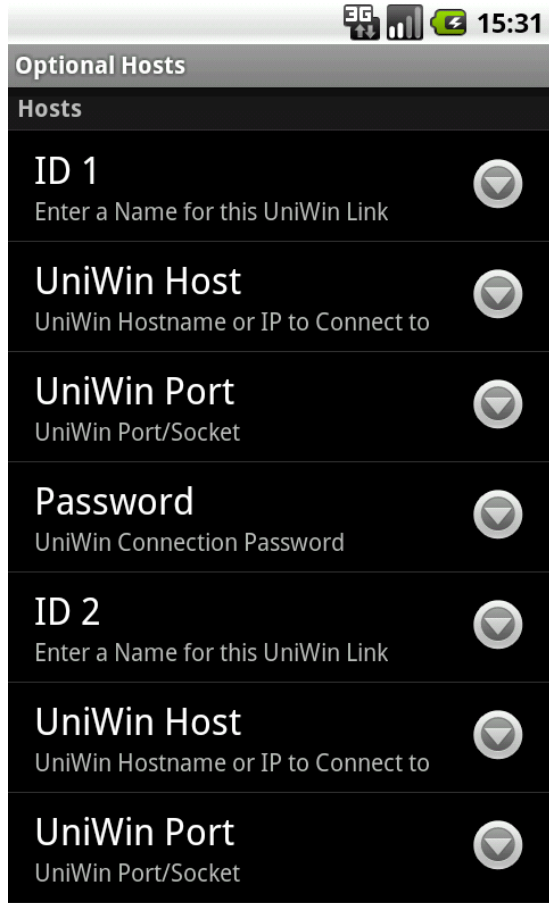 3G 15:31
Optional Hosts
Hosts
ID 1
Enter a Name for this UniWin Link
UniWin Host
UniWin Hostname or IP to Connect to
UniWin Port
UniWin Port/Socket
Password
UniWin Connection Password
ID 2
Enter a Name for this UniWin Link
UniWin Host
UniWin Hostname or IP to Connect to
UniWin Port
UniWin Port/Socket